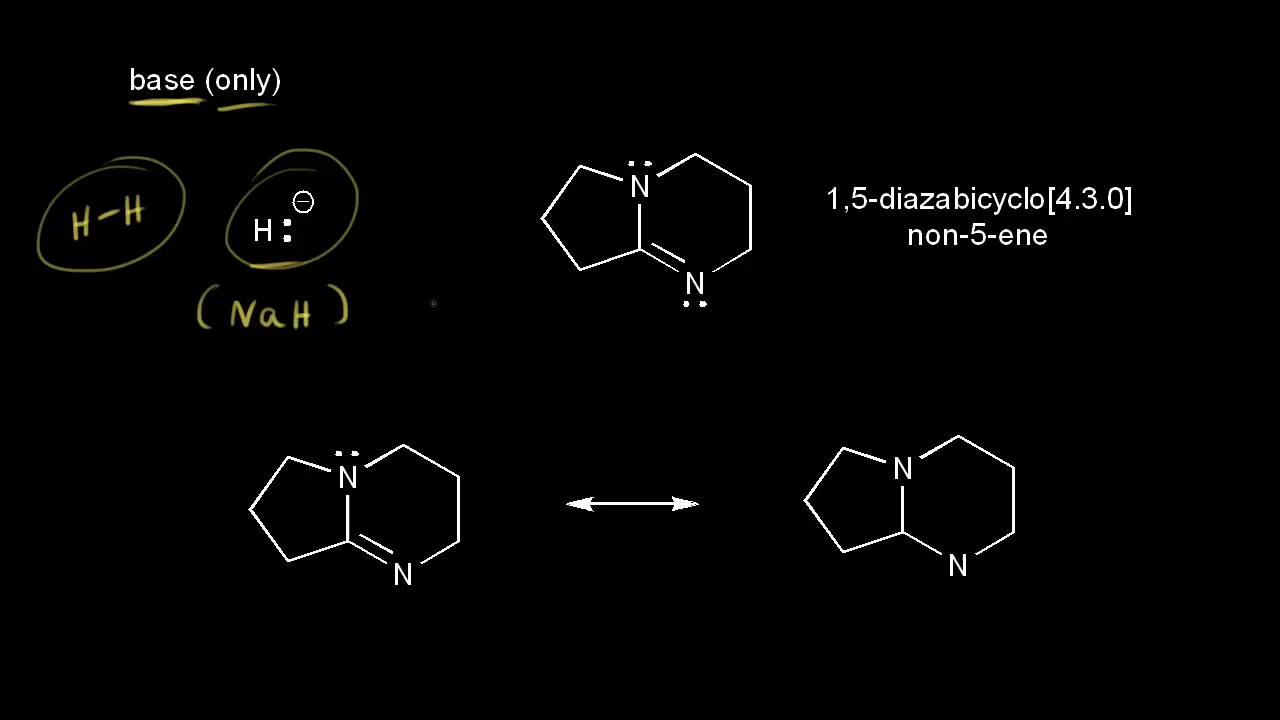 base (only)
H-H
H:⊖
(NaH)
N
N
1,5-diazabicyclo[4.3.0]
non-5-ene
N
N
N
N